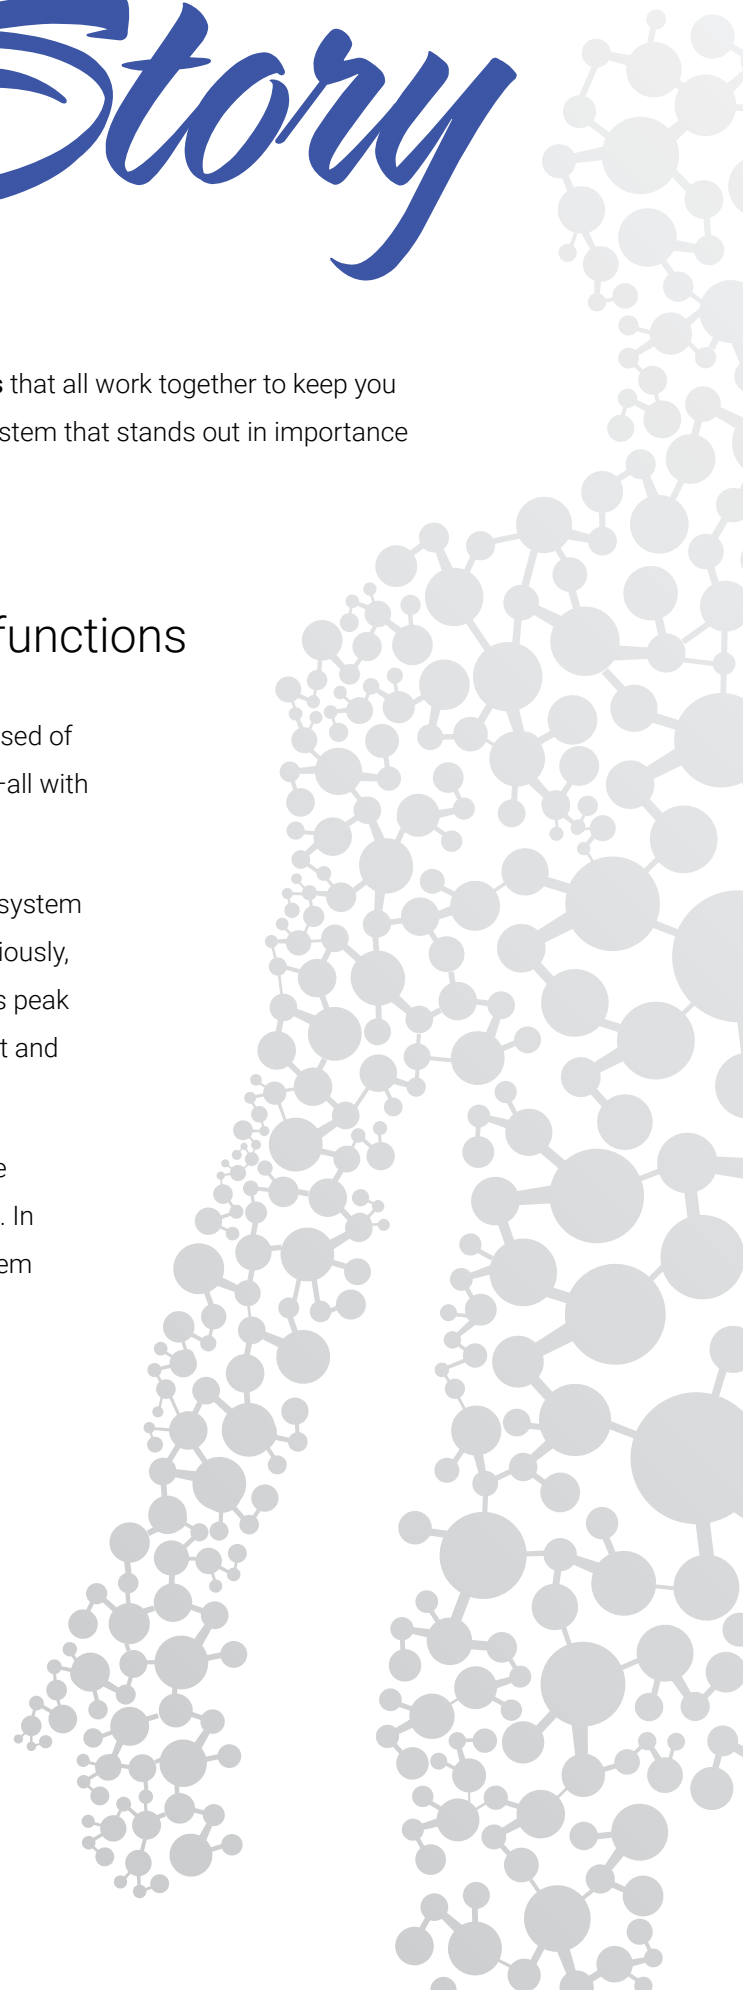 Story
that all work together to keep you
stem that stands out in importance
functions
sed of
all with
system
iously,
s peak
t and
e
. In
em